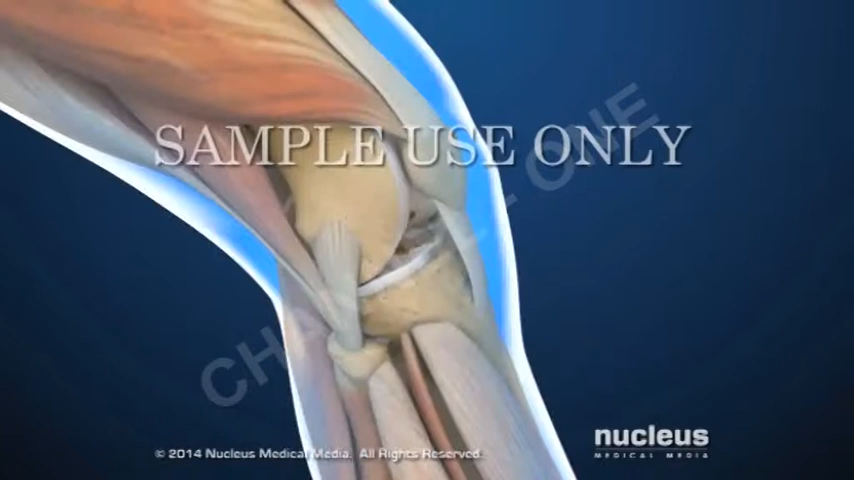 SAMPLE USE ONLY
© 2014 Nucleus Medical Media. All Rights Reserved.
nucleus
MEDICAL MEDIA